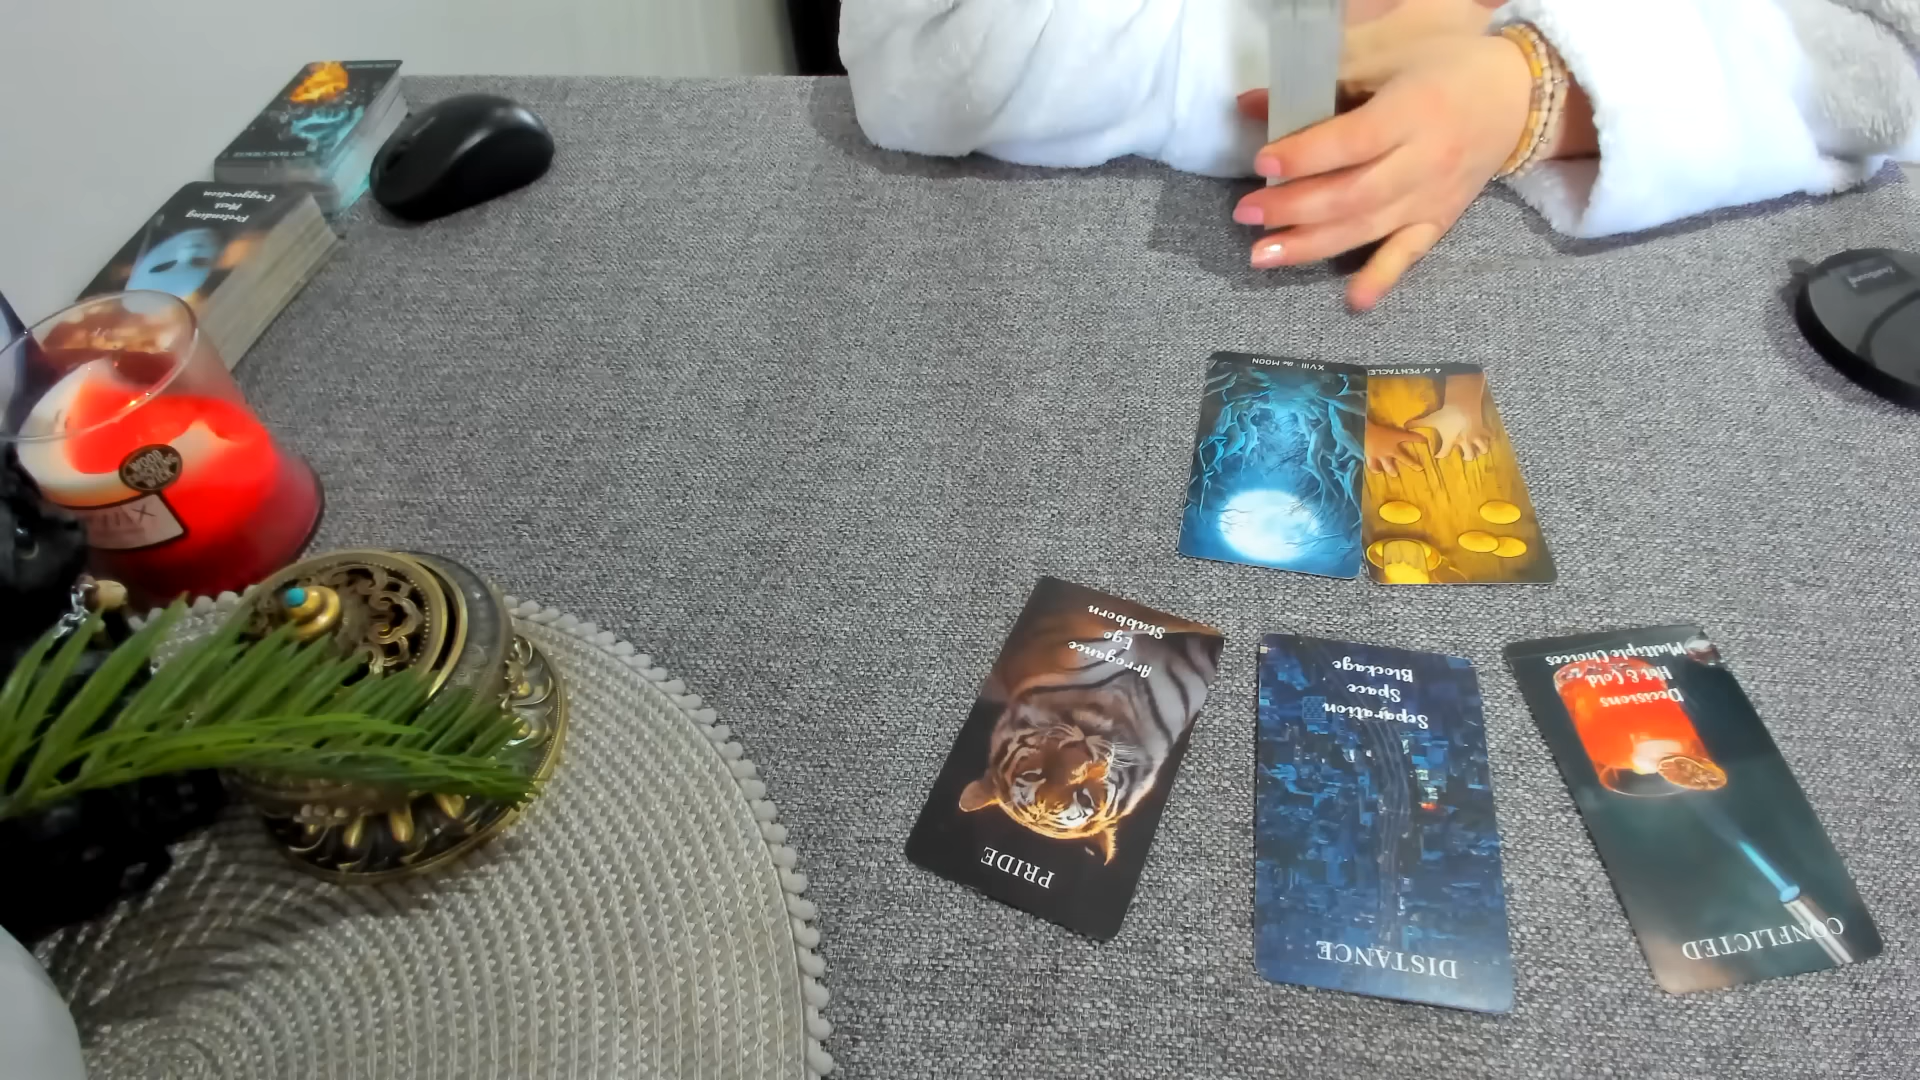 Pretending
Mask
Exaggeration
XVIII · the MOON
4 of PENTACLES
PRIDE
Arrogance
Ego
Stubborn
DISTANCE
Separation
Space
Blockage
CONFLICTED
Decisions
Hot & Cold
Multiple Choices